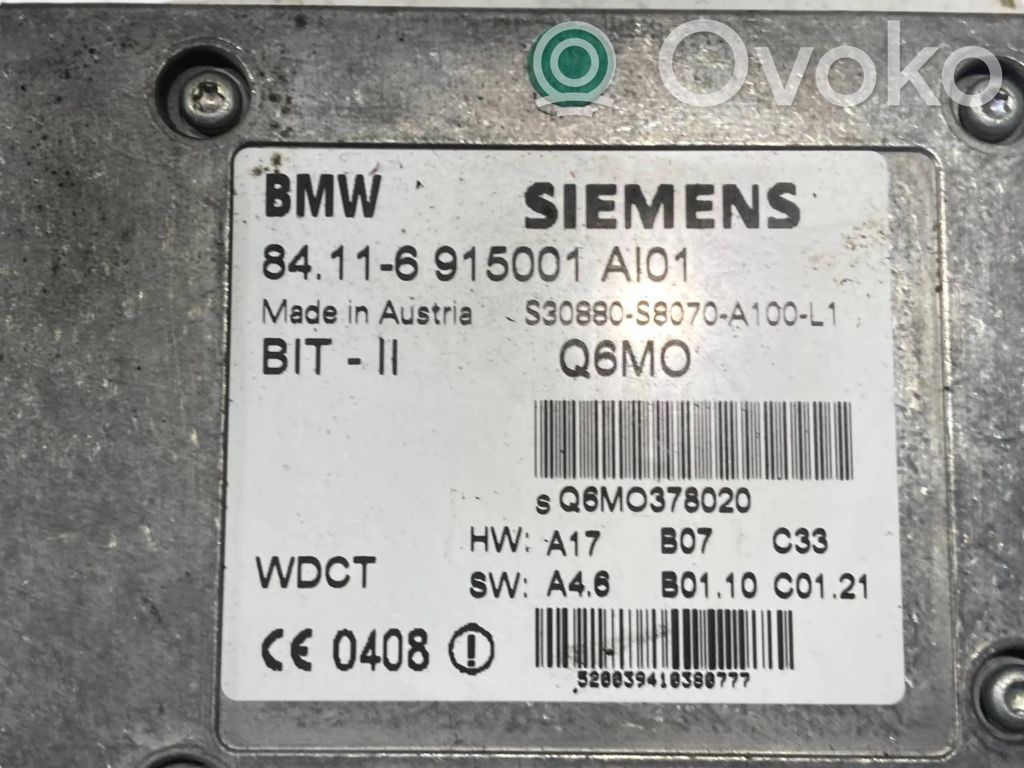 Ovoko
BMW SIEMENS
84.11-6 915001 AI01
Made in Austria S30880-S8070-A100-L1
BIT - II Q6MO
s Q6MO378020
HW: A17 B07 C33
WDCT SW: A4.6 B01.10 C01.21
CE 0408
520039410380777